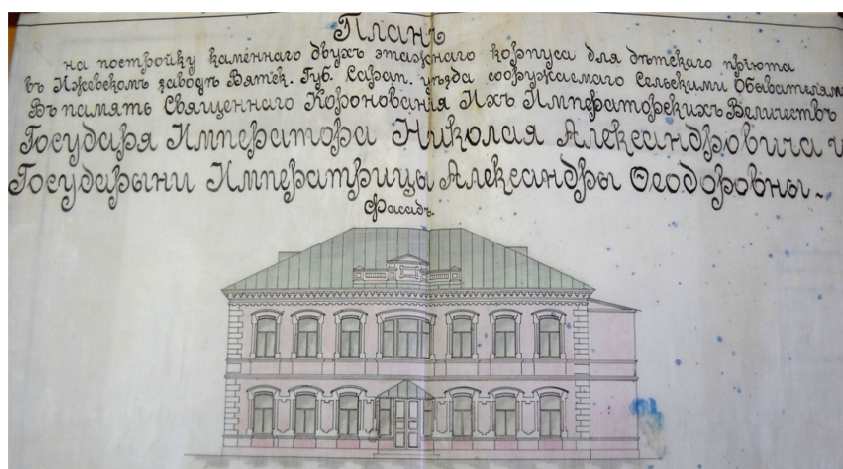 Планъ
на постройку каменнаго двухъ этажнаго корпуса для дѣтскаго пріюта
въ Ижевскомъ заводѣ Вятск. Губ. Сарап. уѣзда сооружаемаго Сельскими Обывателями
Въ память Священнаго Коронованія Ихъ Императорскихъ Величествъ
Государя Императора Николая Александровича и
Государыни Императрицы Александры Ѳеодоровны.
Фасадъ.